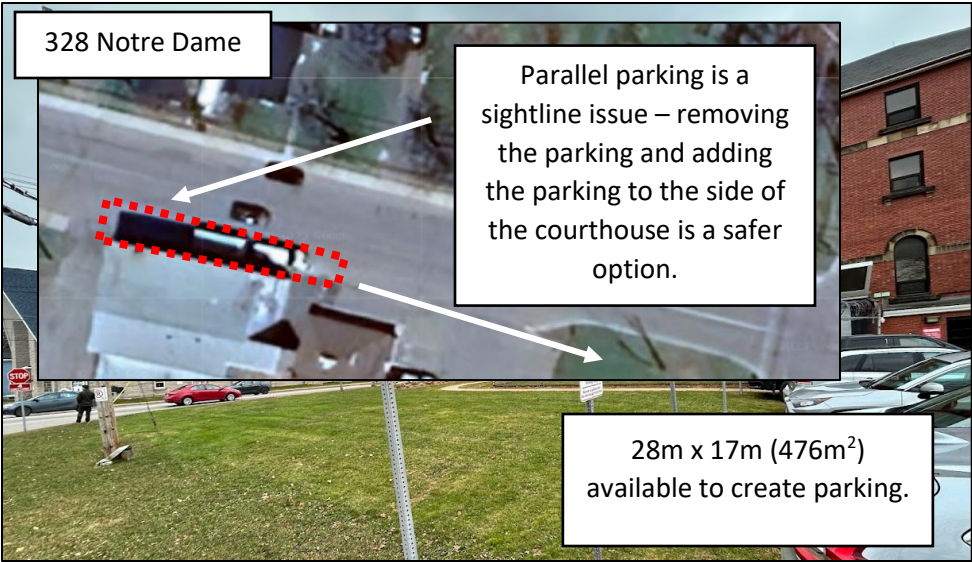 328 Notre Dame
Parallel parking is a
sightline issue – removing
the parking and adding
the parking to the side of
the courthouse is a safer
option.
STOP
28m x 17m (476m²)
available to create parking.